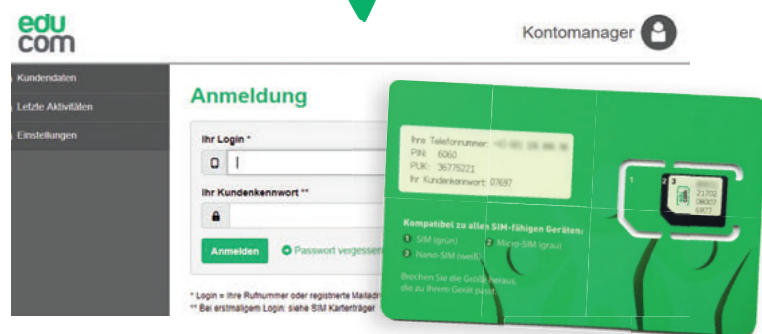 edu
com
Kontomanager
Kundendaten
Letzte Aktivitäten
Einstellungen
Anmeldung
Ihr Login *
Ihr Kundenkennwort **
Anmelden
Passwort vergessen
* Login = Ihre Rufnummer oder registrierte Mailadr
** Bei erstmaligem Login: siehe SIM Kartenträger
Ihre Telefonnummer:
PIN: 6060
PUK: 36775221
Ihr Kundenkennwort: 07697
1
2 3
21702
08007
6977
Kompatibel zu allen SIM-fähigen Geräten:
1 SIM (grün) 2 Micro-SIM (grau)
3 Nano-SIM (weiß)
Brechen Sie die Größe heraus,
die zu Ihrem Gerät passt.